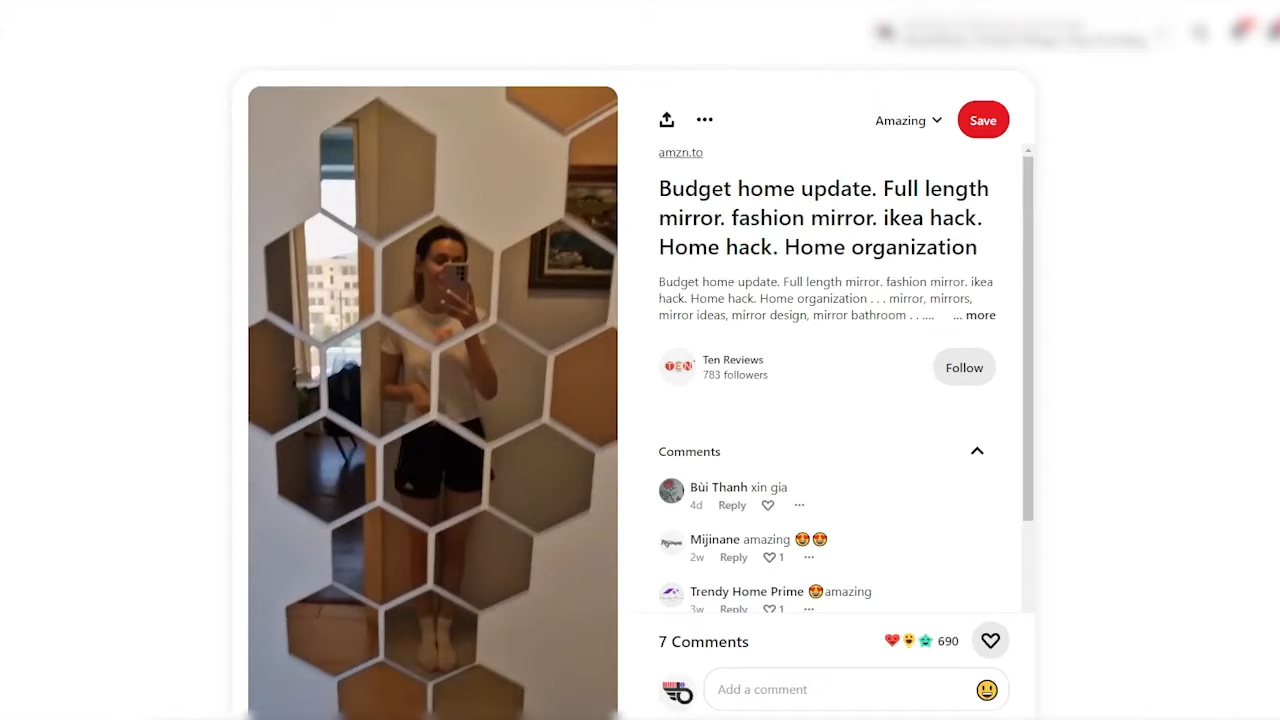 Amazing
Save
amzn.to
Budget home update. Full length
mirror. fashion mirror. ikea hack.
Home hack. Home organization
Budget home update. Full length mirror. fashion mirror. ikea
hack. Home hack. Home organization . . . mirror, mirrors,
mirror ideas, mirror design, mirror bathroom . . .... ... more
TEN
Ten Reviews
783 followers
Follow
Comments
Bùi Thanh xin gia
4d Reply
Mijinane amazing 😍😍
2w Reply 1
Trendy Home Prime 😍amazing
3w Reply 1
7 Comments
690
Add a comment